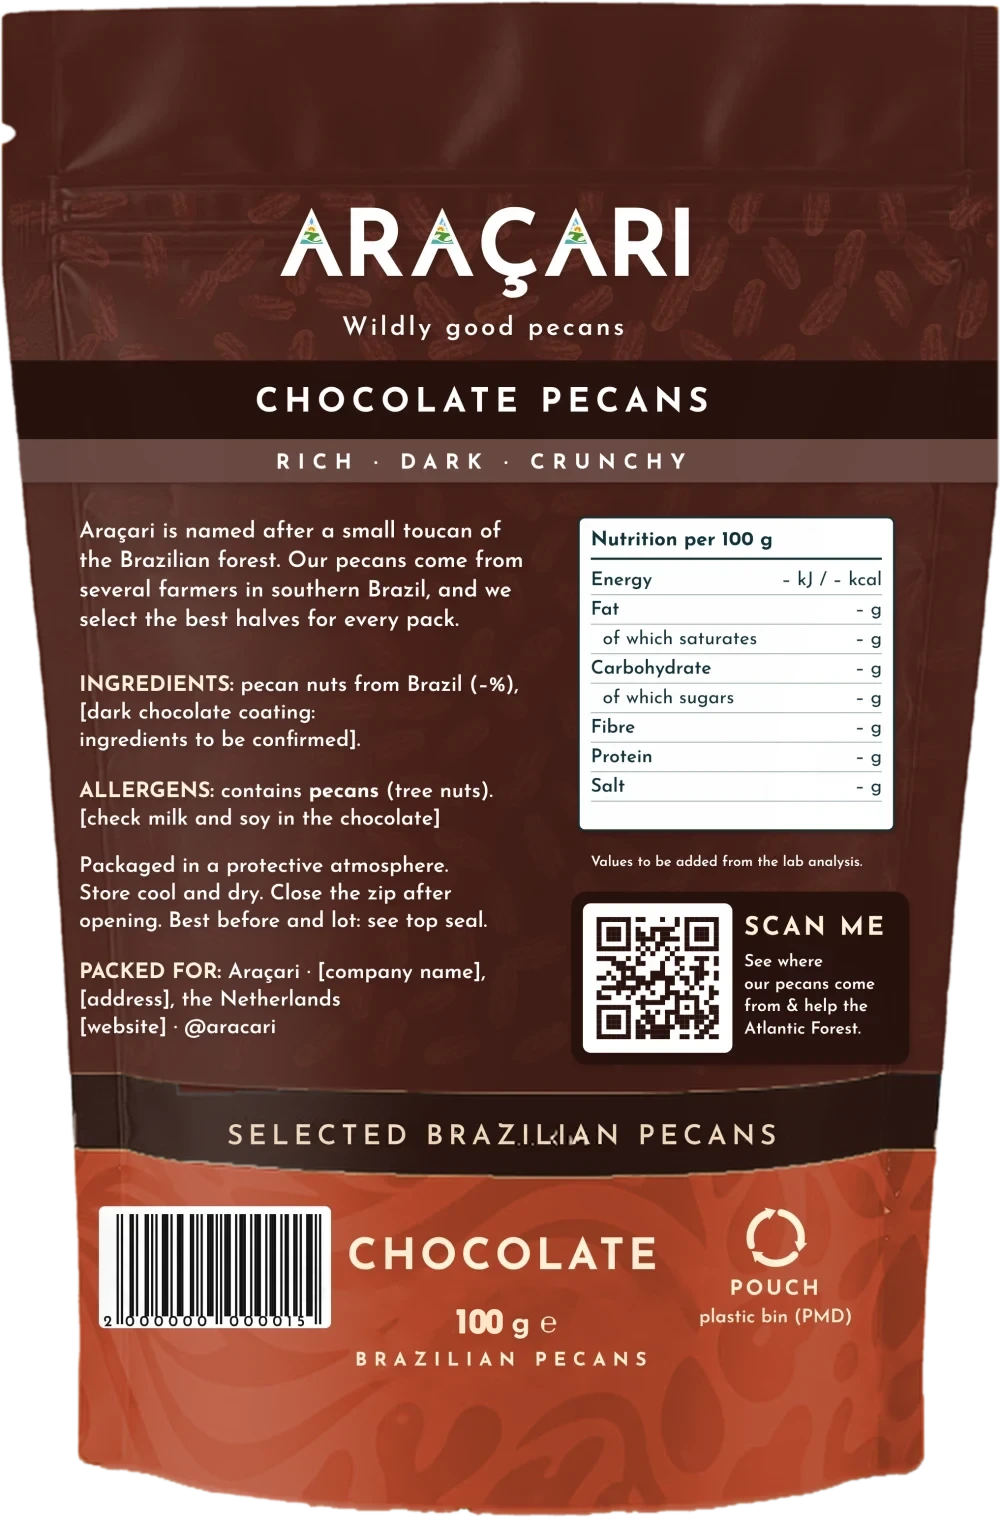 ARAÇARI
Wildly good pecans
CHOCOLATE PECANS
RICH · DARK · CRUNCHY
Araçari is named after a small toucan of
the Brazilian forest. Our pecans come from
several farmers in southern Brazil, and we
select the best halves for every pack.
INGREDIENTS: pecan nuts from Brazil (–%),
[dark chocolate coating:
ingredients to be confirmed].
ALLERGENS: contains pecans (tree nuts).
[check milk and soy in the chocolate]
Packaged in a protective atmosphere.
Store cool and dry. Close the zip after
opening. Best before and lot: see top seal.
PACKED FOR: Araçari · [company name],
[address], the Netherlands
[website] · @aracari
Nutrition per 100 g
Energy – kJ / – kcal
Fat – g
of which saturates – g
Carbohydrate – g
of which sugars – g
Fibre – g
Protein – g
Salt – g
Values to be added from the lab analysis.
SCAN ME
See where
our pecans come
from & help the
Atlantic Forest.
SELECTED BRAZILIAN PECANS
2 000000 000015
CHOCOLATE
100 g ℮
BRAZILIAN PECANS
POUCH
plastic bin (PMD)